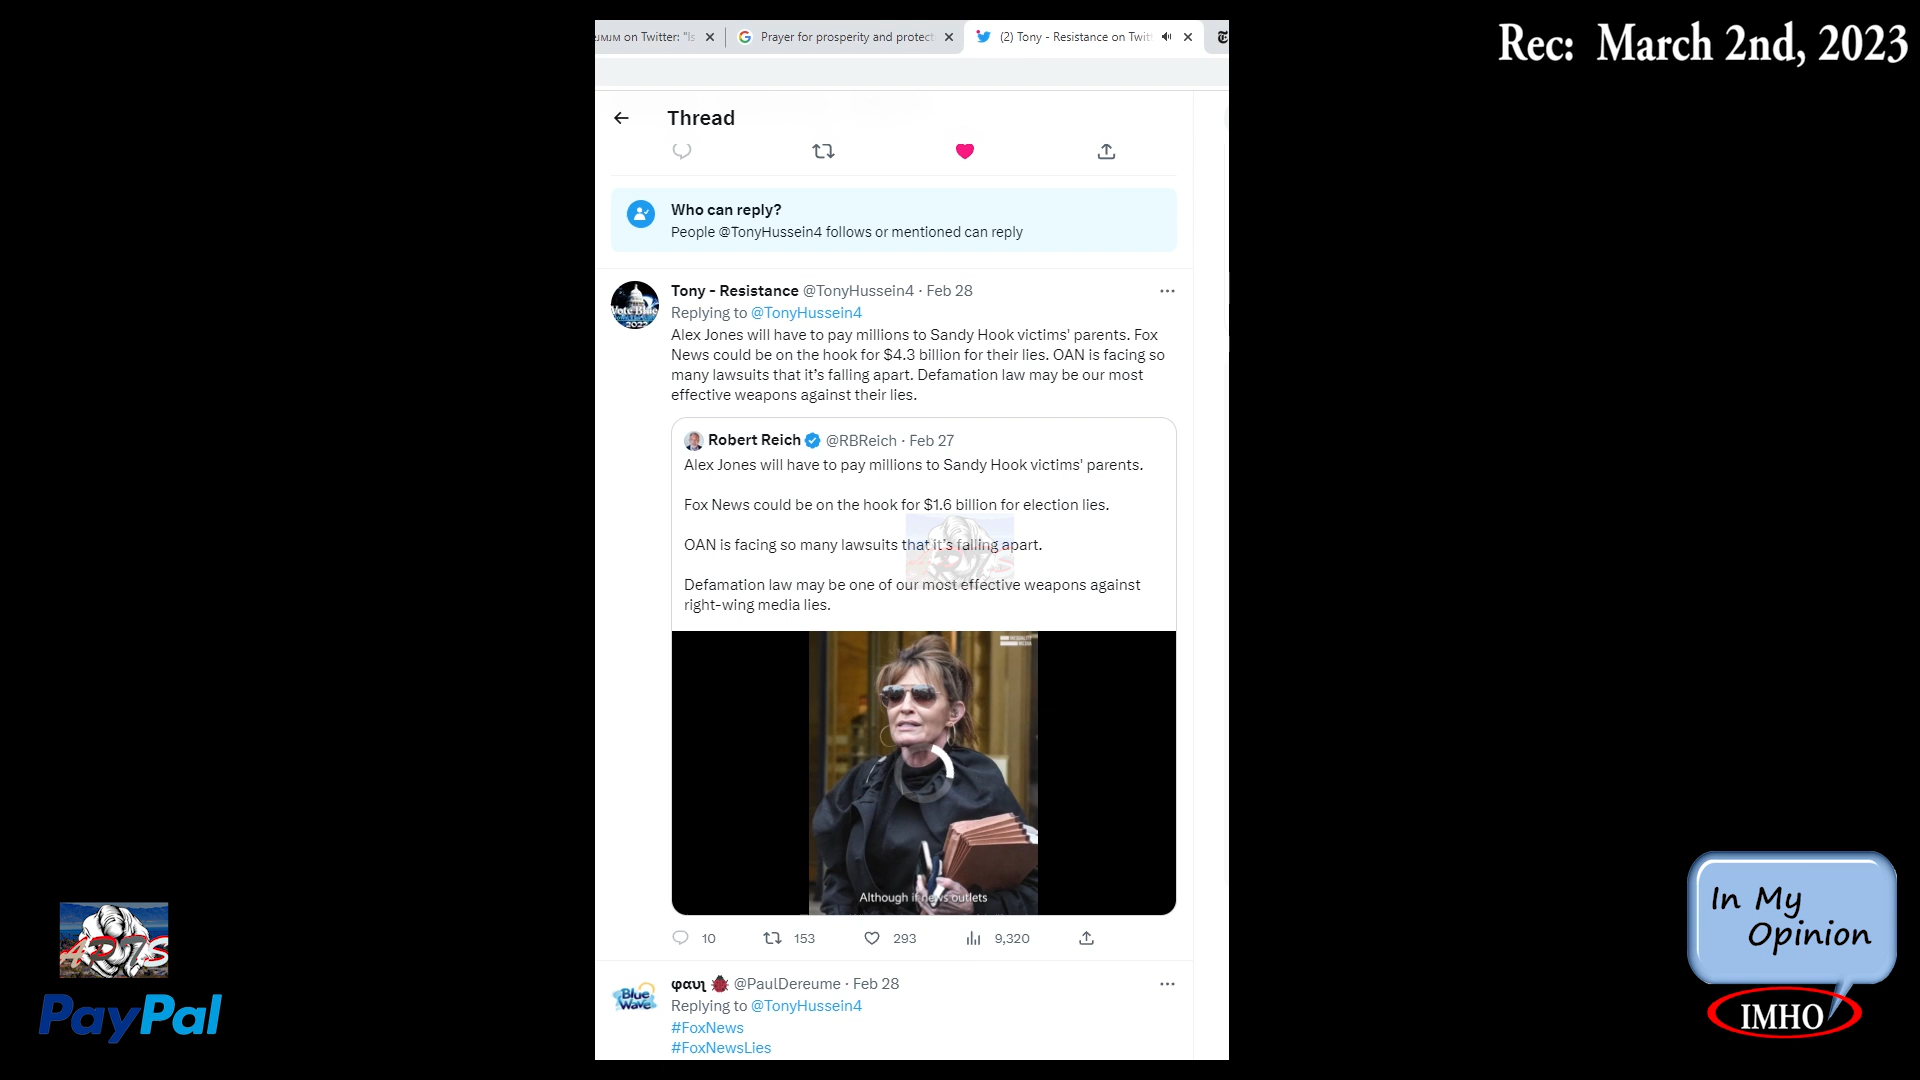 on Twitter: "Is
Prayer for prosperity and protect
(2) Tony - Resistance on Twit
Rec: March 2nd, 2023
Thread
Who can reply?
People @TonyHussein4 follows or mentioned can reply
Tony - Resistance @TonyHussein4 · Feb 28
Replying to @TonyHussein4
Alex Jones will have to pay millions to Sandy Hook victims' parents. Fox
News could be on the hook for $4.3 billion for their lies. OAN is facing so
many lawsuits that it’s falling apart. Defamation law may be our most
effective weapons against their lies.
Vote Blue
2022
Robert Reich @RBReich · Feb 27
Alex Jones will have to pay millions to Sandy Hook victims' parents.
Fox News could be on the hook for $1.6 billion for election lies.
OAN is facing so many lawsuits that it’s falling apart.
Defamation law may be one of our most effective weapons against
right-wing media lies.
Although if news outlets
10 153 293 9,320
φαυʅ @PaulDereume · Feb 28
Replying to @TonyHussein4
#FoxNews
#FoxNewsLies
Blue
Wave
PayPal
In My
Opinion
IMHO